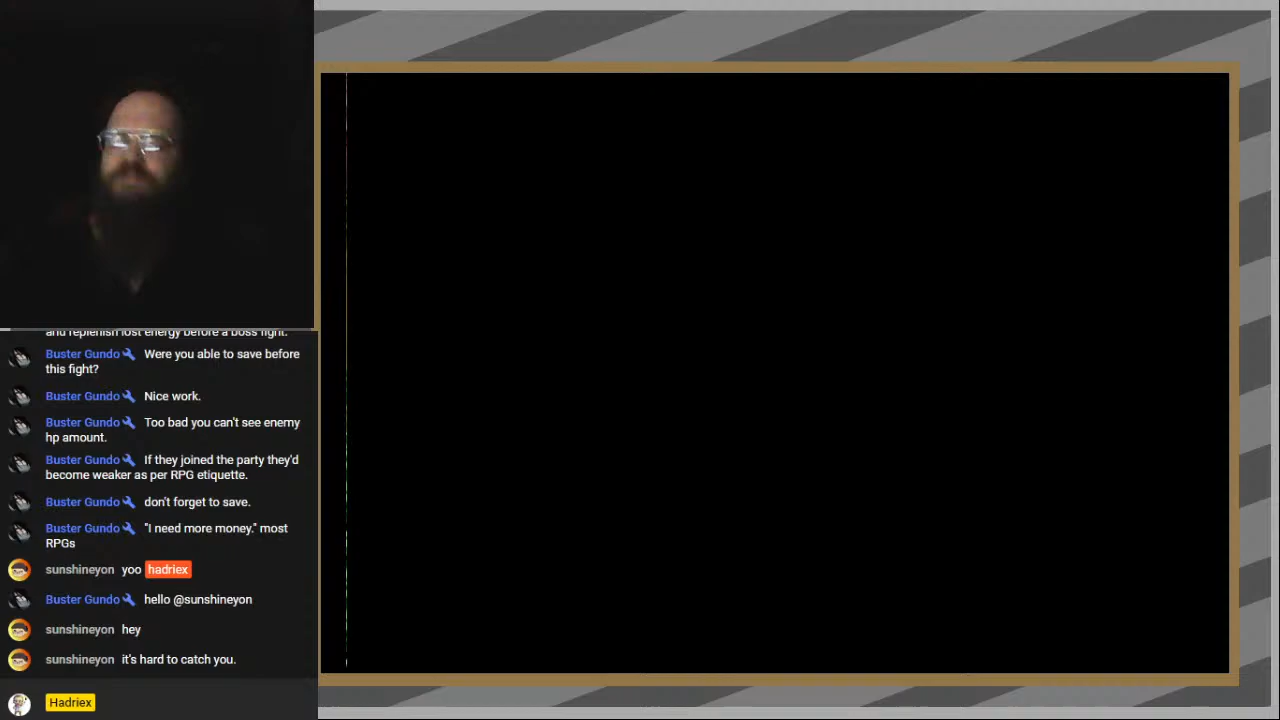 and replenish lost energy before a boss fight.
Buster Gundo Were you able to save before
this fight?
Buster Gundo Nice work.
Buster Gundo Too bad you can't see enemy
hp amount.
Buster Gundo If they joined the party they'd
become weaker as per RPG etiquette.
Buster Gundo don't forget to save.
Buster Gundo "I need more money." most
RPGs
sunshineyon yoo hadriex
Buster Gundo hello @sunshineyon
sunshineyon hey
sunshineyon it's hard to catch you.
Hadriex